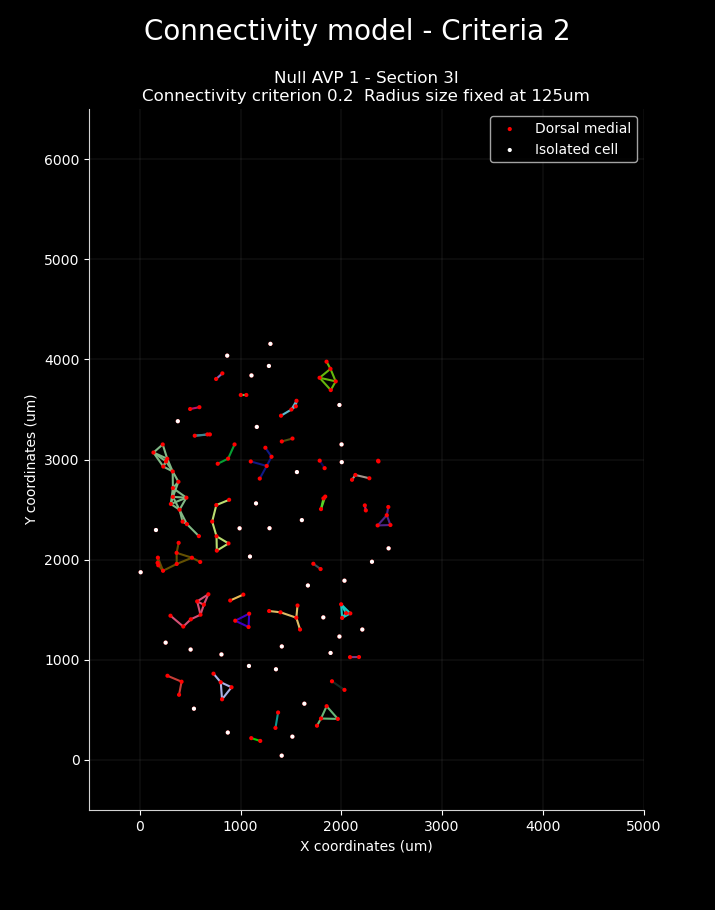 Connectivity model - Criteria 2
Null AVP 1 - Section 3l
Connectivity criterion 0.2  Radius size fixed at 125um
Dorsal medial
Isolated cell
6000
5000
4000
3000
2000
1000
0
Y coordinates (um)
0 1000 2000 3000 4000 5000
X coordinates (um)